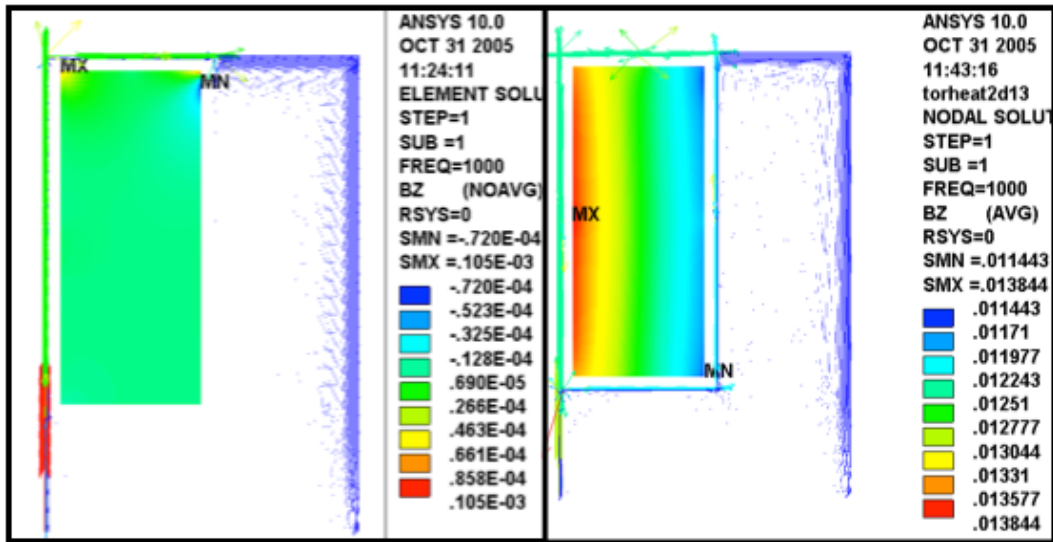 MX
MN
ANSYS 10.0
OCT 31 2005
11:24:11
ELEMENT SOLU
STEP=1
SUB =1
FREQ=1000
BZ (NOAVG)
RSYS=0
SMN =-.720E-04
SMX =.105E-03
-.720E-04
-.523E-04
-.325E-04
-.128E-04
.690E-05
.266E-04
.463E-04
.661E-04
.858E-04
.105E-03
MX
MN
ANSYS 10.0
OCT 31 2005
11:43:16
torheat2d13
NODAL SOLUT
STEP=1
SUB =1
FREQ=1000
BZ (AVG)
RSYS=0
SMN =.011443
SMX =.013844
.011443
.01171
.011977
.012243
.01251
.012777
.013044
.01331
.013577
.013844